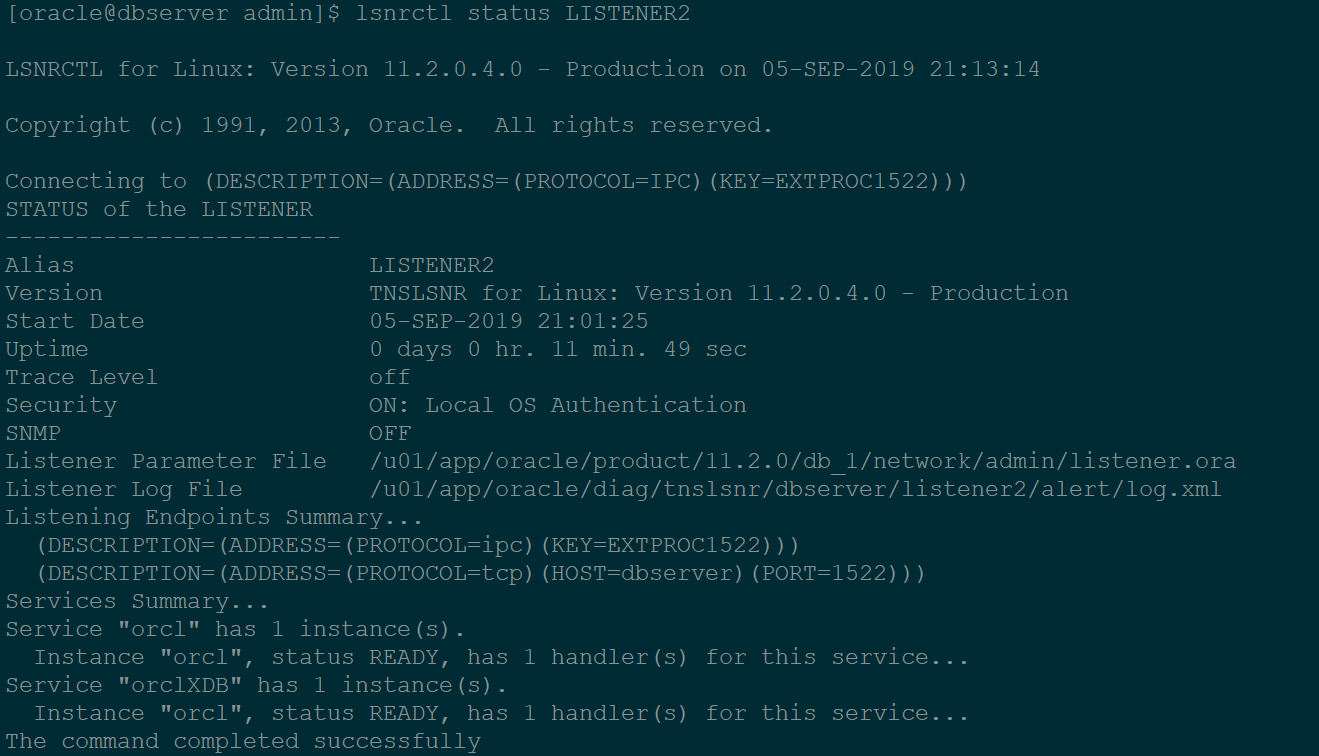 [oracle@dbserver admin]$ lsnrctl status LISTENER2
LSNRCTL for Linux: Version 11.2.0.4.0 - Production on 05-SEP-2019 21:13:14
Copyright (c) 1991, 2013, Oracle.  All rights reserved.
Connecting to (DESCRIPTION=(ADDRESS=(PROTOCOL=IPC)(KEY=EXTPROC1522)))
STATUS of the LISTENER
------------------------
Alias                     LISTENER2
Version                   TNSLSNR for Linux: Version 11.2.0.4.0 - Production
Start Date                05-SEP-2019 21:01:25
Uptime                    0 days 0 hr. 11 min. 49 sec
Trace Level               off
Security                  ON: Local OS Authentication
SNMP                      OFF
Listener Parameter File   /u01/app/oracle/product/11.2.0/db_1/network/admin/listener.ora
Listener Log File         /u01/app/oracle/diag/tnslsnr/dbserver/listener2/alert/log.xml
Listening Endpoints Summary...
  (DESCRIPTION=(ADDRESS=(PROTOCOL=ipc)(KEY=EXTPROC1522)))
  (DESCRIPTION=(ADDRESS=(PROTOCOL=tcp)(HOST=dbserver)(PORT=1522)))
Services Summary...
Service "orcl" has 1 instance(s).
  Instance "orcl", status READY, has 1 handler(s) for this service...
Service "orclXDB" has 1 instance(s).
  Instance "orcl", status READY, has 1 handler(s) for this service...
The command completed successfully